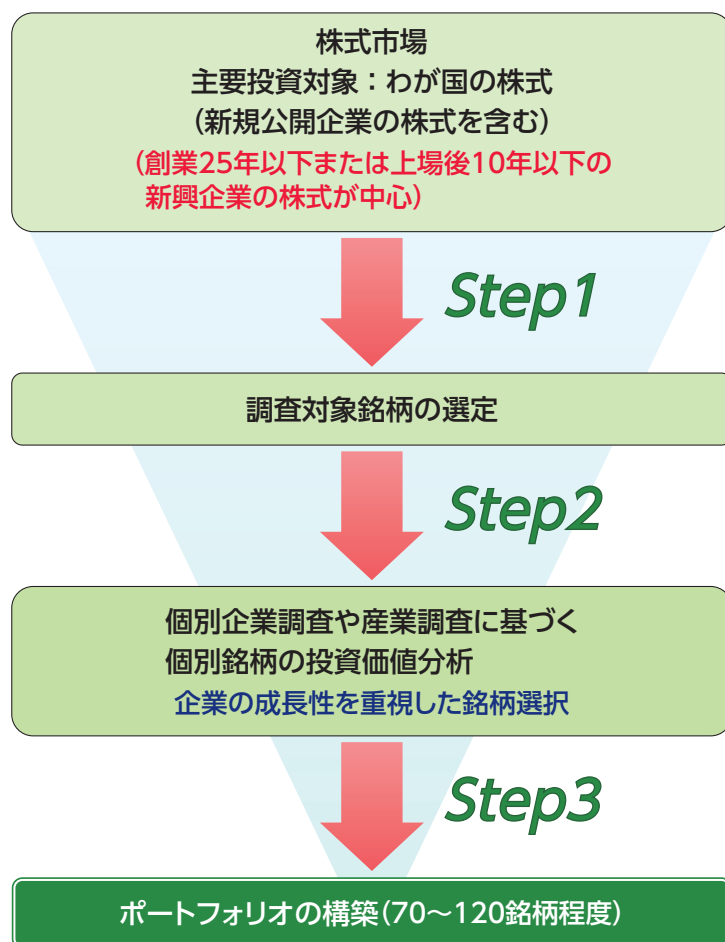 株式市場
主要投資対象：わが国の株式
（新規公開企業の株式を含む）
（創業25年以下または上場後10年以下の
新興企業の株式が中心）
Step1
調査対象銘柄の選定
Step2
個別企業調査や産業調査に基づく
個別銘柄の投資価値分析
企業の成長性を重視した銘柄選択
Step3
ポートフォリオの構築（70〜120銘柄程度）